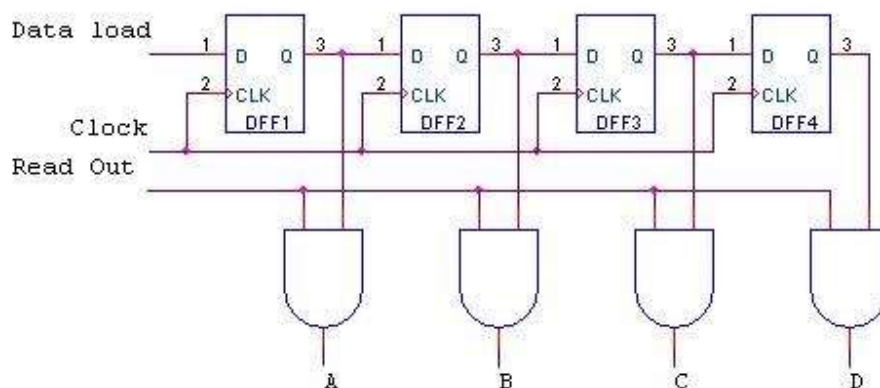 Data load
1 D Q 3 1 D Q 3 1 D Q 3 1 D Q 3
2 CLK 2 CLK 2 CLK 2 CLK
DFF1 DFF2 DFF3 DFF4
Clock
Read Out
A B C D